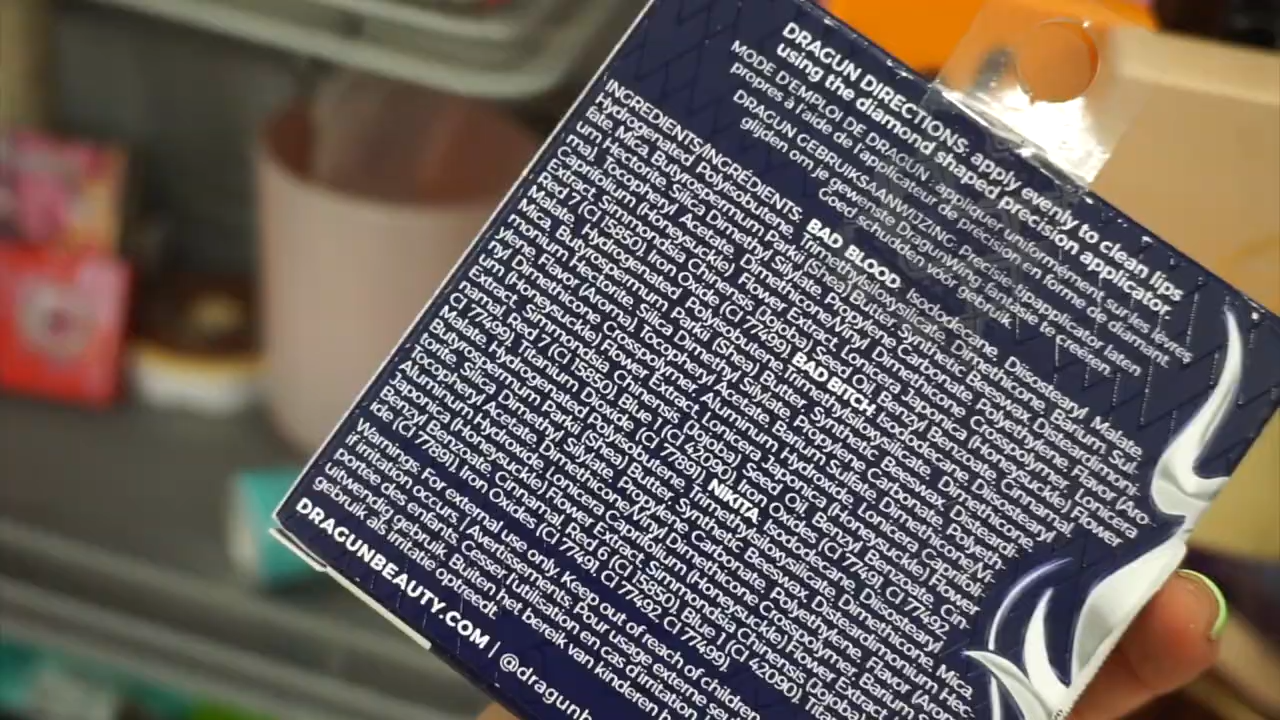 DRAGUN DIRECTIONS: apply evenly to clean lips
using the diamond shaped precision applicator.
MODE D'EMPLOI DE DRAGUN: appliquer uniformément sur les lèvres
propres à l'aide de l'applicateur de précision en forme de diamant.
DRAGUN GEBRUIKSAANWIJZING: Precisie lipapplicator laten
glijden om je gewenste Dagunving fantasie te creëren
Goed schudden vóór gebruik
INGREDIENTS/INGRÉDIENTS: BAD BLOOD: Isododecane, Diisostearyl Malate,
Hydrogenated Polyisobutene, Trimethylsiloxysilicate, Dimethicone, Barium Sul-
fate, Mica, Butyrospermum Parkii (Shea) Butter, Synthetic Beeswax, Disteardimoni-
um Hectorite, Silica Dimethyl Silylate, Propylene Carbonate, Polyethylene, Flavor (Aro-
ma), Tocopheryl Acetate, Dimethicone/Vinyl Dimethicone Crosspolymer, Lonicera
Caprifolium (Honeysuckle) Flower Extract, Lonicera Japonica (Honeysuckle) Flower
Extract, Simmondsia Chinensis (Jojoba) Seed Oil, Benzyl Benzoate, Cinnamal,
Red 7 (CI 15850), Iron Oxide (CI 77499). BAD BITCH: Isododecane, Diisostearyl
Malate, Hydrogenated Polyisobutene, Trimethylsiloxysilicate, Dimethicone,
Mica, Butyrospermum Parkii (Shea) Butter, Synthetic Beeswax, Disteardi-
monium Hectorite, Silica Dimethyl Silylate, Propylene Carbonate, Polyeth-
ylene, Flavor (Aroma), Tocopheryl Acetate, Barium Sulfate, Dimethicone/Vi-
nyl Dimethicone Crosspolymer, Aluminum Hydroxide, Lonicera Caprifoli-
um (Honeysuckle) Flower Extract, Lonicera Japonica (Honeysuckle) Flower
Extract, Simmondsia Chinensis (Jojoba) Seed Oil, Benzyl Benzoate, Cin-
namal, Red 7 (CI 15850), Blue 1 (CI 42090), Iron Oxides (CI 77491, CI 77492,
CI 77499), Titanium Dioxide (CI 77891). NIKITA: Isododecane, Diisostearyl
Malate, Hydrogenated Polyisobutene, Trimethylsiloxysilicate, Dimethicone, Mica,
Butyrospermum Parkii (Shea) Butter, Synthetic Beeswax, Disteardimonium Hec-
torite, Silica Dimethyl Silylate, Propylene Carbonate, Polyethylene, Flavor (Aroma),
Tocopheryl Acetate, Dimethicone/Vinyl Dimethicone Crosspolymer, Barium
Aluminum Hydroxide, Lonicera Caprifolium (Honeysuckle) Flower Extract,
Japonica (Honeysuckle) Flower Extract, Simmondsia Chinensis (Jojoba)
Benzyl Benzoate, Cinnamal, Red 6 (CI 15850), Blue 1 (CI 42090),
de (CI 77891), Iron Oxides (CI 77491, CI 77492, CI 77499)
Warnings. For external use only. Keep out of reach of children.
if irritation occurs. / Avertissements. Pour usage externe
portée des enfants. Cesser l'utilisation en cas d'irritation.
uitwendig gebruik. Buiten het bereik van kinderen
gebruik als irritatie optreedt.
DRAGUNBEAUTY.COM | @dragunb